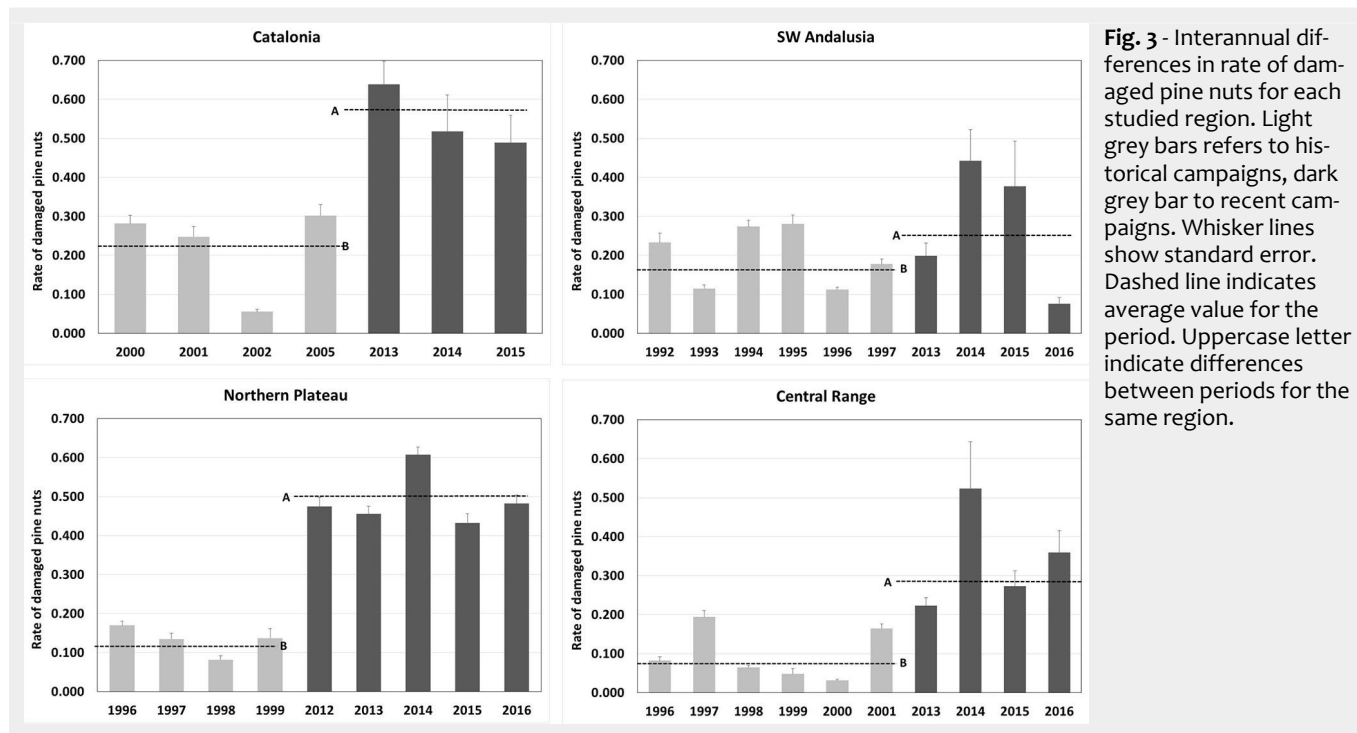 Catalonia
Rate of damaged pine nuts
0.700
0.600
0.500
0.400
0.300
0.200
0.100
0.000
A
B
2000 2001 2002 2005 2013 2014 2015
SW Andalusia
Rate of damaged pine nuts
0.700
0.600
0.500
0.400
0.300
0.200
0.100
0.000
A
B
1992 1993 1994 1995 1996 1997 2013 2014 2015 2016
Northern Plateau
Rate of damaged pine nuts
0.700
0.600
0.500
0.400
0.300
0.200
0.100
0.000
A
B
1996 1997 1998 1999 2012 2013 2014 2015 2016
Central Range
Rate of damaged pine nuts
0.700
0.600
0.500
0.400
0.300
0.200
0.100
0.000
A
B
1996 1997 1998 1999 2000 2001 2013 2014 2015 2016
Fig. 3 - Interannual dif-
ferences in rate of dam-
aged pine nuts for each
studied region. Light
grey bars refers to his-
torical campaigns, dark
grey bar to recent cam-
paigns. Whisker lines
show standard error.
Dashed line indicates
average value for the
period. Uppercase letter
indicate differences
between periods for the
same region.